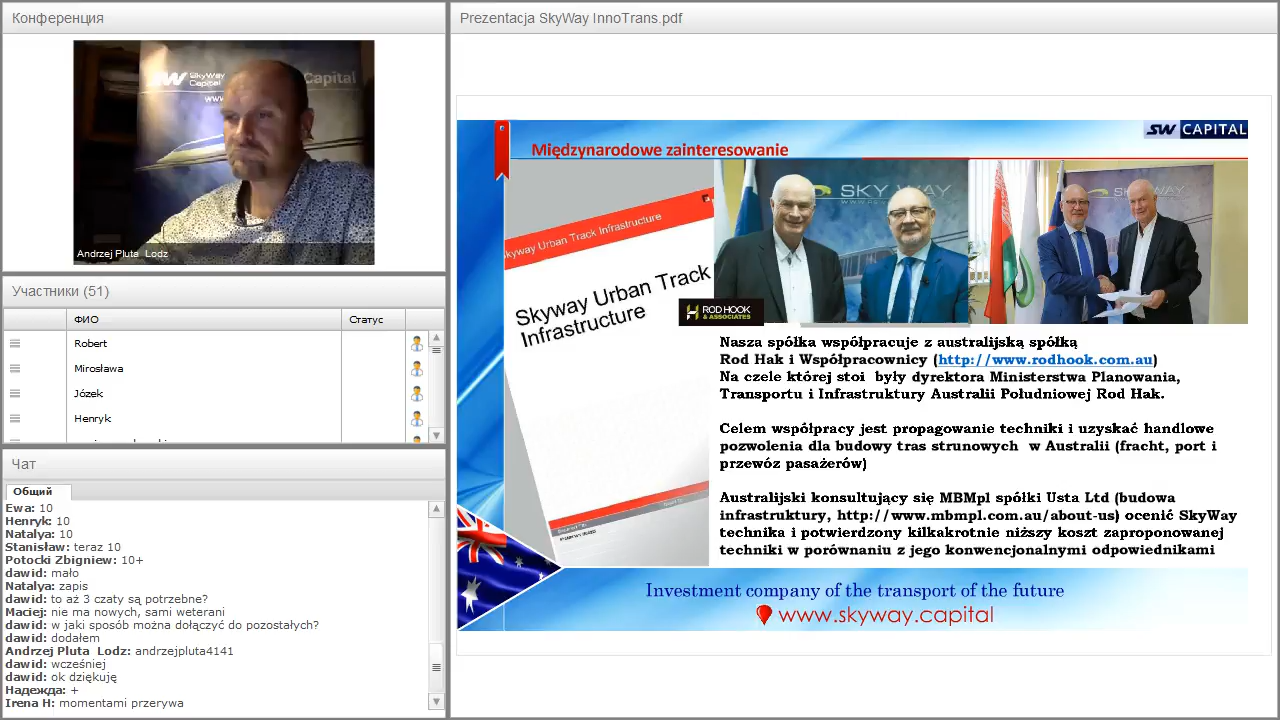 Конференция
SkyWay
Capital
Capital
www
Andrzej Pluta Lodz
Участники (51)
ФИО
Статус
Robert
Mirosława
Józek
Henryk
Чат
Общий
Ewa: 10
Henryk: 10
Natalya: 10
Stanisław: teraz 10
Potocki Zbigniew: 10+
dawid: mało
Natalya: zapis
dawid: to aż 3 czaty są potrzebne?
Maciej: nie ma nowych, sami weterani
dawid: w jaki sposób można dołączyć do pozostałych?
dawid: dodałem
Andrzej Pluta Lodz: andrzejpluta4141
dawid: wcześniej
dawid: ok dziękuję
Надежда: +
Irena H: momentami przerywa
Prezentacja SkyWay InnoTrans.pdf
SW CAPITAL
Międzynarodowe zainteresowanie
Skyway Urban Track Infrastructure
Skyway Urban Track
Infrastructure
SKY WAY
SKY WAY
ROD HOOK
& ASSOCIATES
Nasza spółka współpracuje z australijską spółką
Rod Hak i Współpracownicy (http://www.rodhook.com.au)
Na czele której stoi były dyrektora Ministerstwa Planowania,
Transportu i Infrastruktury Australii Południowej Rod Hak.
Celem współpracy jest propagowanie techniki i uzyskać handlowe
pozwolenia dla budowy tras strunowych w Australii (fracht, port i
przewóz pasażerów)
Australijski konsultujący się MBMpl spółki Usta Ltd (budowa
infrastruktury, http://www.mbmpl.com.au/about-us) ocenić SkyWay
technika i potwierdzony kilkakrotnie niższy koszt zaproponowanej
techniki w porównaniu z jego konwencjonalnymi odpowiednikami
Investment company of the transport of the future
www.skyway.capital